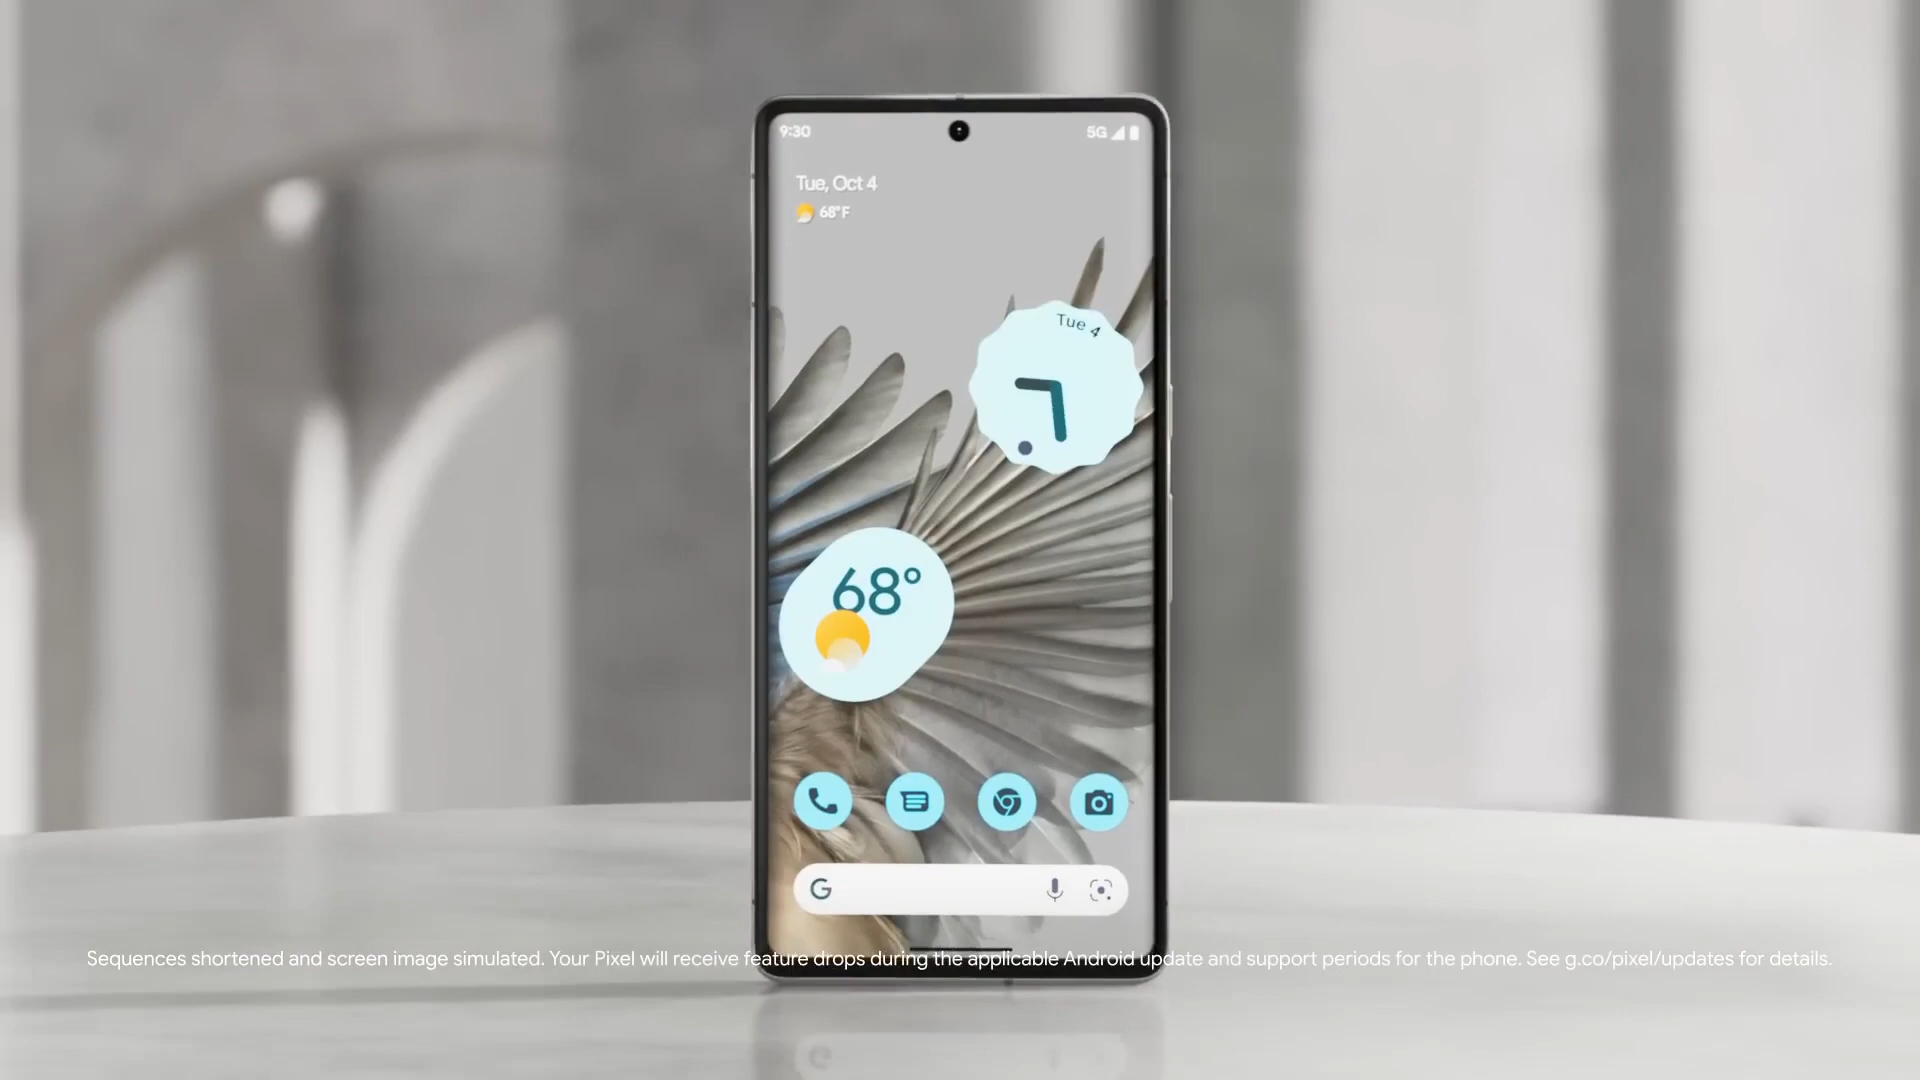 9:30
5G
Tue, Oct 4
68°F
Tue 4
68°
G
Sequences shortened and screen image simulated. Your Pixel will receive feature drops during the applicable Android update and support periods for the phone. See g.co/pixel/updates for details.